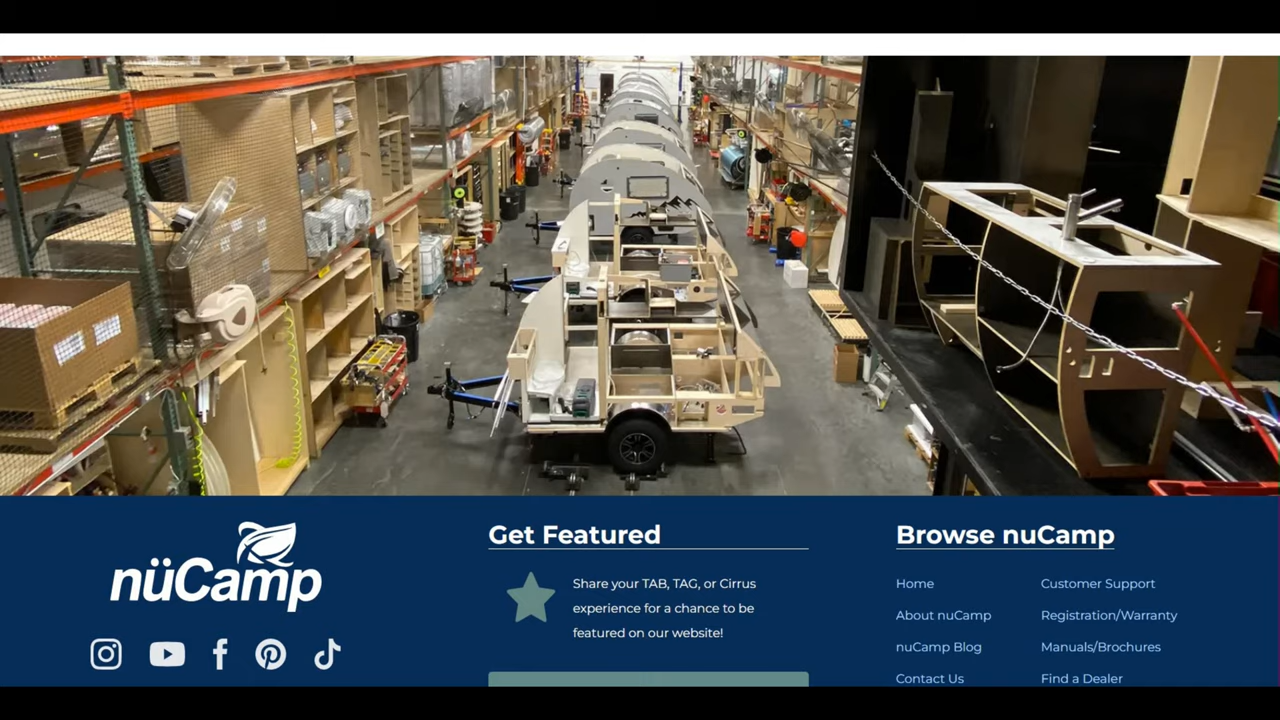 nüCamp
Get Featured
Share your TAB, TAG, or Cirrus
experience for a chance to be
featured on our website!
Browse nuCamp
Home
About nuCamp
nuCamp Blog
Contact Us
Customer Support
Registration/Warranty
Manuals/Brochures
Find a Dealer